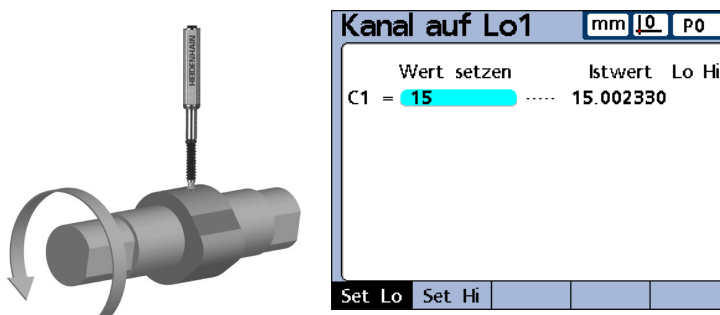 HEIDENHAIN
Kanal auf Lo1 mm 0 P0
Wert setzen Istwert Lo Hi
C1 = 15 ····· 15.002330
Set Lo Set Hi